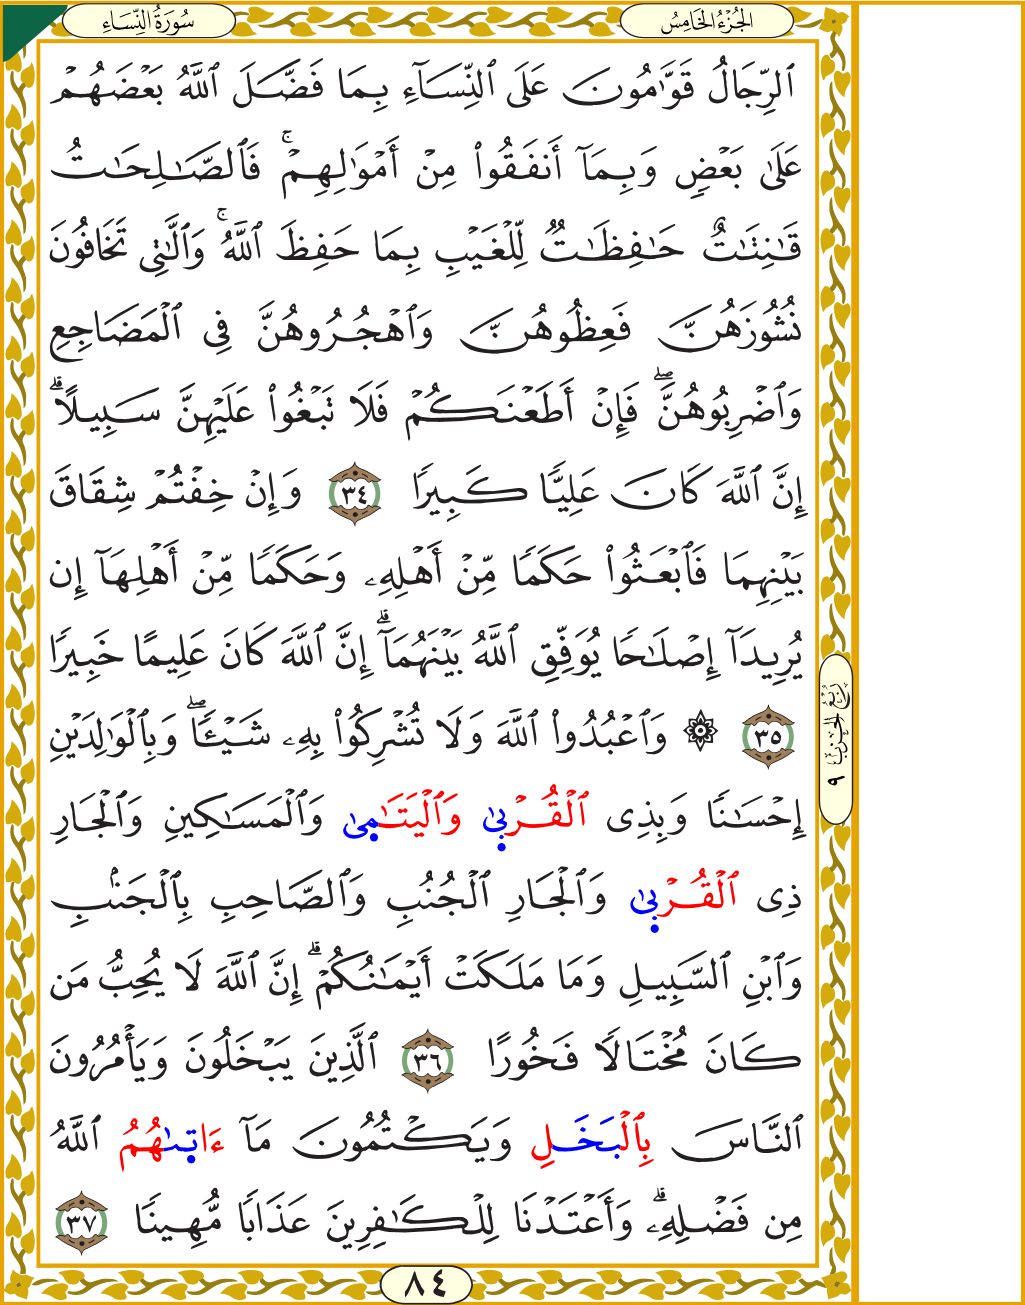 سُورَةُ النِّسَاءِ
الجُزْءُ الخَامِسُ
ٱلرِّجَالُ قَوَّٰمُونَ عَلَى ٱلنِّسَآءِ بِمَا فَضَّلَ ٱللَّهُ بَعْضَهُمْ
عَلَىٰ بَعْضٍ وَبِمَآ أَنفَقُوا۟ مِنْ أَمْوَٰلِهِمْ ۚ فَٱلصَّـٰلِحَـٰتُ
قَـٰنِتَـٰتٌ حَـٰفِظَـٰتٌ لِّلْغَيْبِ بِمَا حَفِظَ ٱللَّهُ ۚ وَٱلَّـٰتِى تَخَافُونَ
نُشُوزَهُنَّ فَعِظُوهُنَّ وَٱهْجُرُوهُنَّ فِى ٱلْمَضَاجِعِ
وَٱضْرِبُوهُنَّ ۖ فَإِنْ أَطَعْنَكُمْ فَلَا تَبْغُوا۟ عَلَيْهِنَّ سَبِيلًا ۗ
إِنَّ ٱللَّهَ كَانَ عَلِيًّا كَبِيرًا ٣٤ وَإِنْ خِفْتُمْ شِقَاقَ
بَيْنِهِمَا فَٱبْعَثُوا۟ حَكَمًا مِّنْ أَهْلِهِۦ وَحَكَمًا مِّنْ أَهْلِهَآ إِن
يُرِيدَآ إِصْلَـٰحًا يُوَفِّقِ ٱللَّهُ بَيْنَهُمَآ ۗ إِنَّ ٱللَّهَ كَانَ عَلِيمًا خَبِيرًا
٣٥ ۞ وَٱعْبُدُوا۟ ٱللَّهَ وَلَا تُشْرِكُوا۟ بِهِۦ شَيْـًٔا ۖ وَبِٱلْوَٰلِدَيْنِ
إِحْسَـٰنًا وَبِذِى ٱلْقُرْبَىٰ وَٱلْيَتَـٰمَىٰ وَٱلْمَسَـٰكِينِ وَٱلْجَارِ
ذِى ٱلْقُرْبَىٰ وَٱلْجَارِ ٱلْجُنُبِ وَٱلصَّاحِبِ بِٱلْجَنۢبِ
وَٱبْنِ ٱلسَّبِيلِ وَمَا مَلَكَتْ أَيْمَـٰنُكُمْ ۗ إِنَّ ٱللَّهَ لَا يُحِبُّ مَن
كَانَ مُخْتَالًا فَخُورًا ٣٦ ٱلَّذِينَ يَبْخَلُونَ وَيَأْمُرُونَ
ٱلنَّاسَ بِٱلْبَخَلِ وَيَكْتُمُونَ مَآ ءَاتَىٰهُمُ ٱللَّهُ
مِن فَضْلِهِۦ ۗ وَأَعْتَدْنَا لِلْكَـٰفِرِينَ عَذَابًا مُّهِينًا ٣٧
رُبْعُ الحِزْب ٩
٨٤